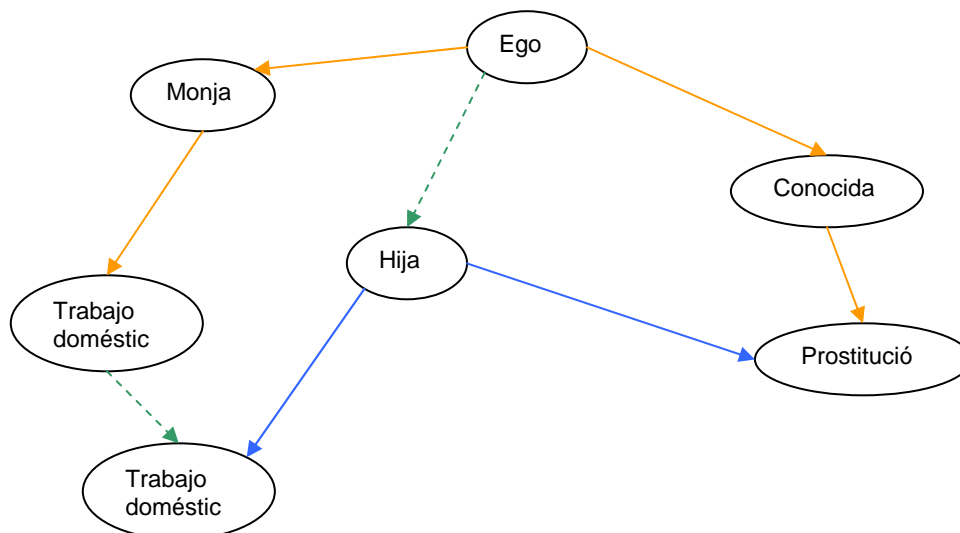 Ego
Monja
Conocida
Hija
Trabajo
doméstic
Prostitució
Trabajo
doméstic